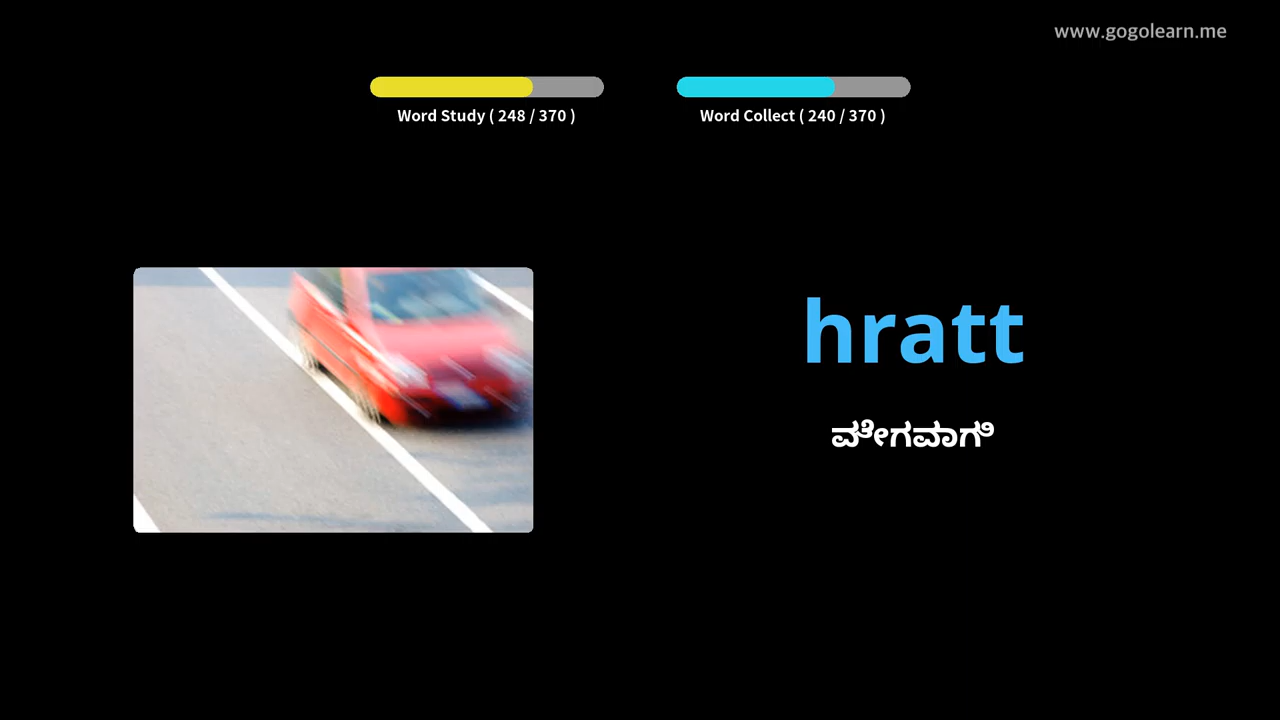 www.gogolearn.me
Word Study ( 248 / 370 )
Word Collect ( 240 / 370 )
hratt
ವೇಗವಾಗಿ